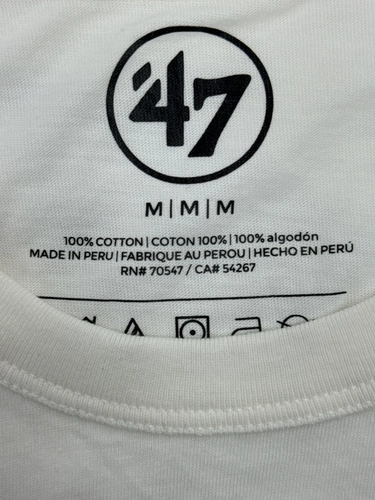 '47
M | M | M
100% COTTON | COTON 100% | 100% algodón
MADE IN PERU | FABRIQUE AU PEROU | HECHO EN PERÚ
RN# 70547 / CA# 54267